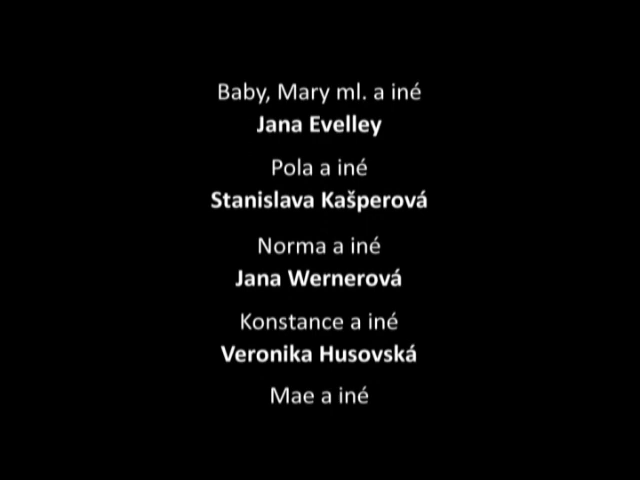 Baby, Mary ml. a iné
Jana Evelley
Pola a iné
Stanislava Kašperová
Norma a iné
Jana Wernerová
Konstance a iné
Veronika Husovská
Mae a iné